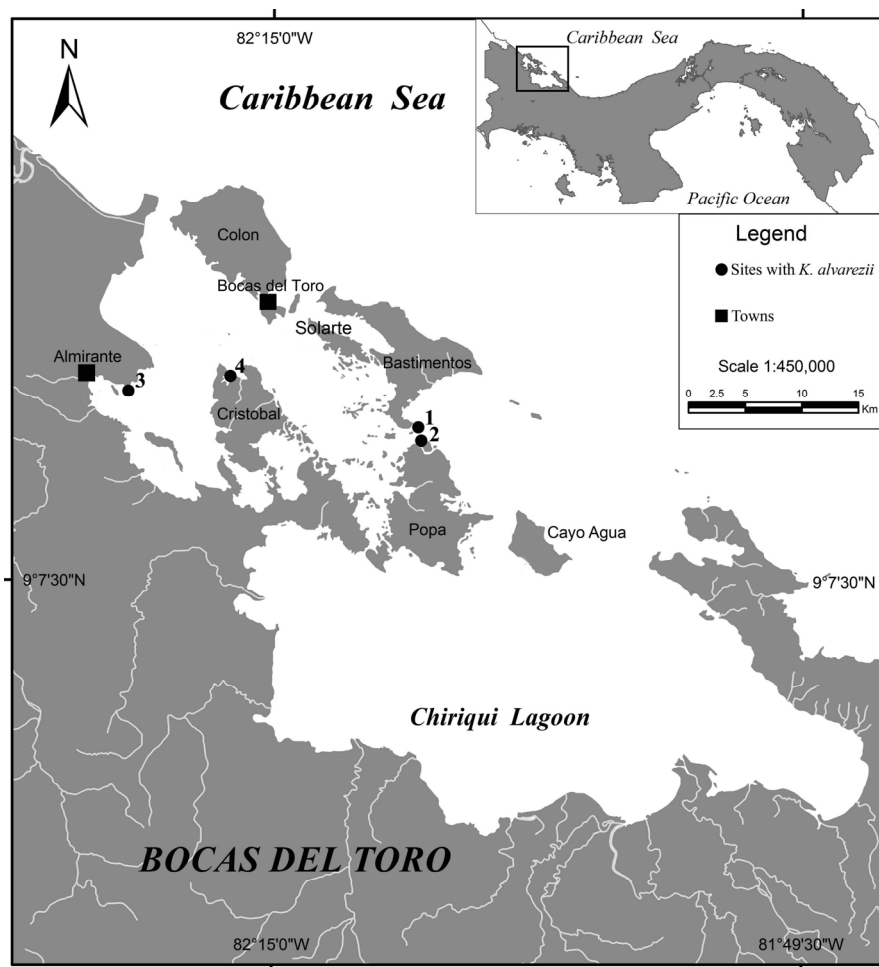 82°15'0"W
N
Caribbean Sea
Caribbean Sea
Pacific Ocean
Legend
Sites with K. alvarezii
Towns
Scale 1:450,000
0 2.5 5 10 15
Km
Colon
Bocas del Toro
Solarte
Almirante
Bastimentos
3
4
Cristobal
1
2
Popa
Cayo Agua
9°7'30"N
9°7'30"N
Chiriqui Lagoon
BOCAS DEL TORO
82°15'0"W
81°49'30"W